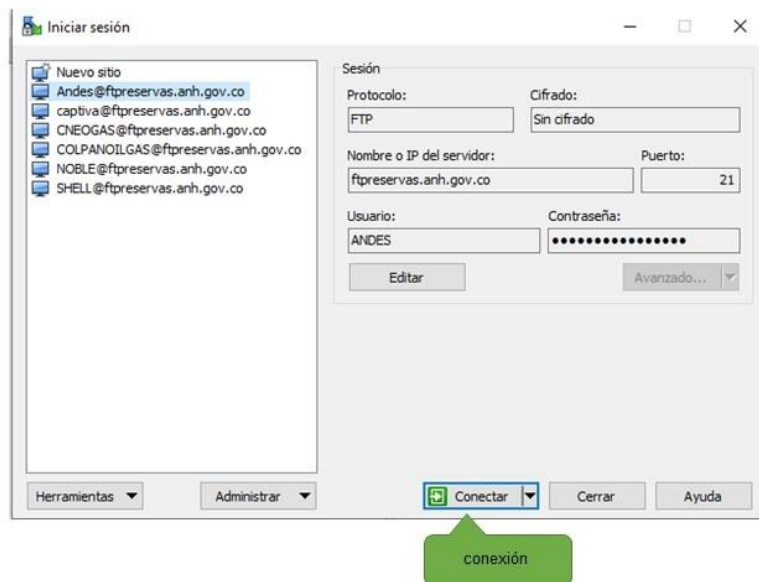 Iniciar sesión
Nuevo sitio
Andes@ftpreservas.anh.gov.co
captiva@ftpreservas.anh.gov.co
CNEOGAS@ftpreservas.anh.gov.co
COLPANOILGAS@ftpreservas.anh.gov.co
NOBLE@ftpreservas.anh.gov.co
SHELL@ftpreservas.anh.gov.co
Sesión
Protocolo: Cifrado:
FTP Sin cifrado
Nombre o IP del servidor: Puerto:
ftpreservas.anh.gov.co 21
Usuario: Contraseña:
ANDES ••••••••••••••••
Editar Avanzado...
Herramientas Administrar Conectar Cerrar Ayuda
conexión